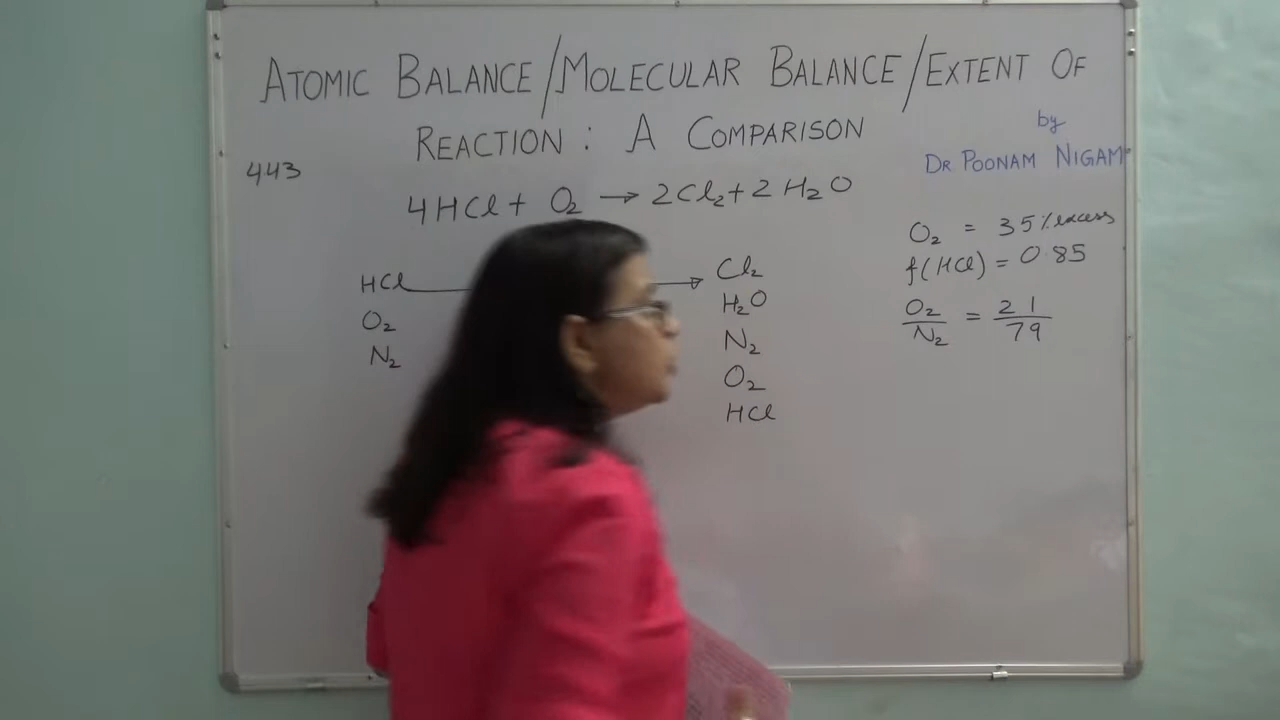 ATOMIC BALANCE/MOLECULAR BALANCE/EXTENT OF
REACTION : A COMPARISON
by
DR POONAM NIGAM
443
4HCl + O₂ → 2Cl₂ + 2H₂O
O₂ = 35% excess
f(HCl) = 0.85
O₂/N₂ = 21/79
HCl → Cl₂
O₂ H₂O
N₂ N₂
O₂
HCl